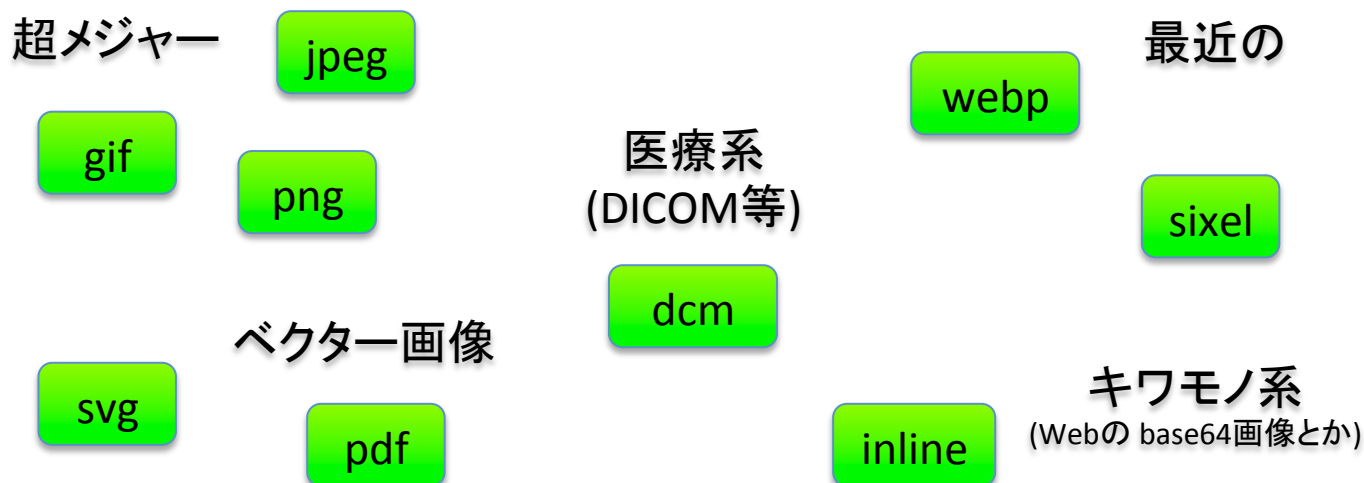 超メジャー
jpeg
gif
png
医療系
(DICOM等)
dcm
最近の
webp
sixel
ベクター画像
svg
pdf
キワモノ系
(Webの base64画像とか)
inline